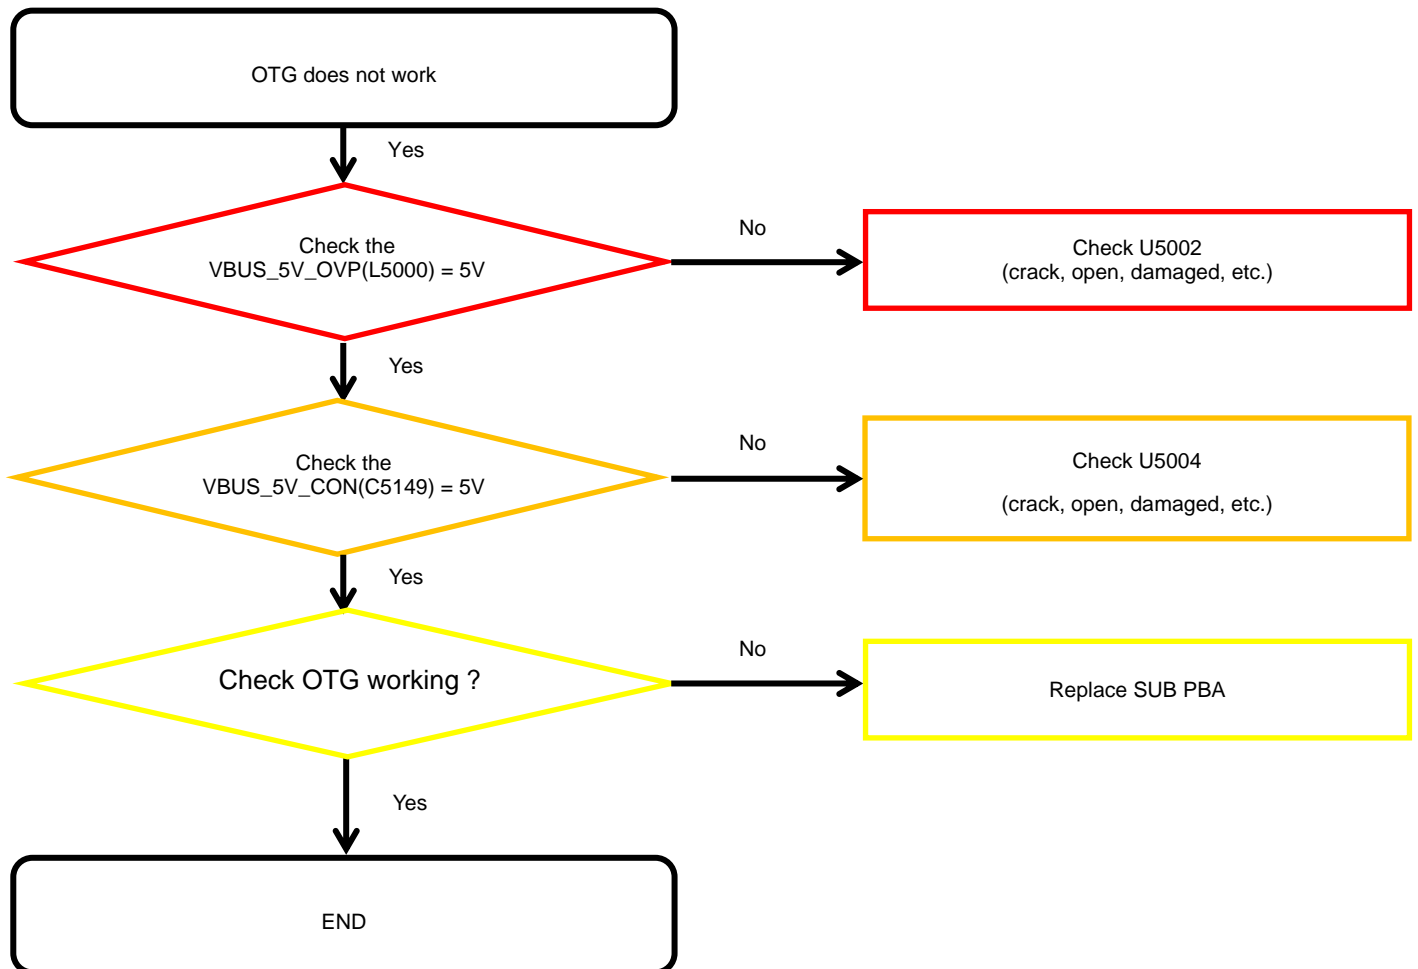 OTG does not work
Yes
Check the
VBUS_5V_OVP(L5000) = 5V
No
Check U5002
(crack, open, damaged, etc.)
Yes
Check the
VBUS_5V_CON(C5149) = 5V
No
Check U5004
(crack, open, damaged, etc.)
Yes
Check OTG working ?
No
Replace SUB PBA
Yes
END